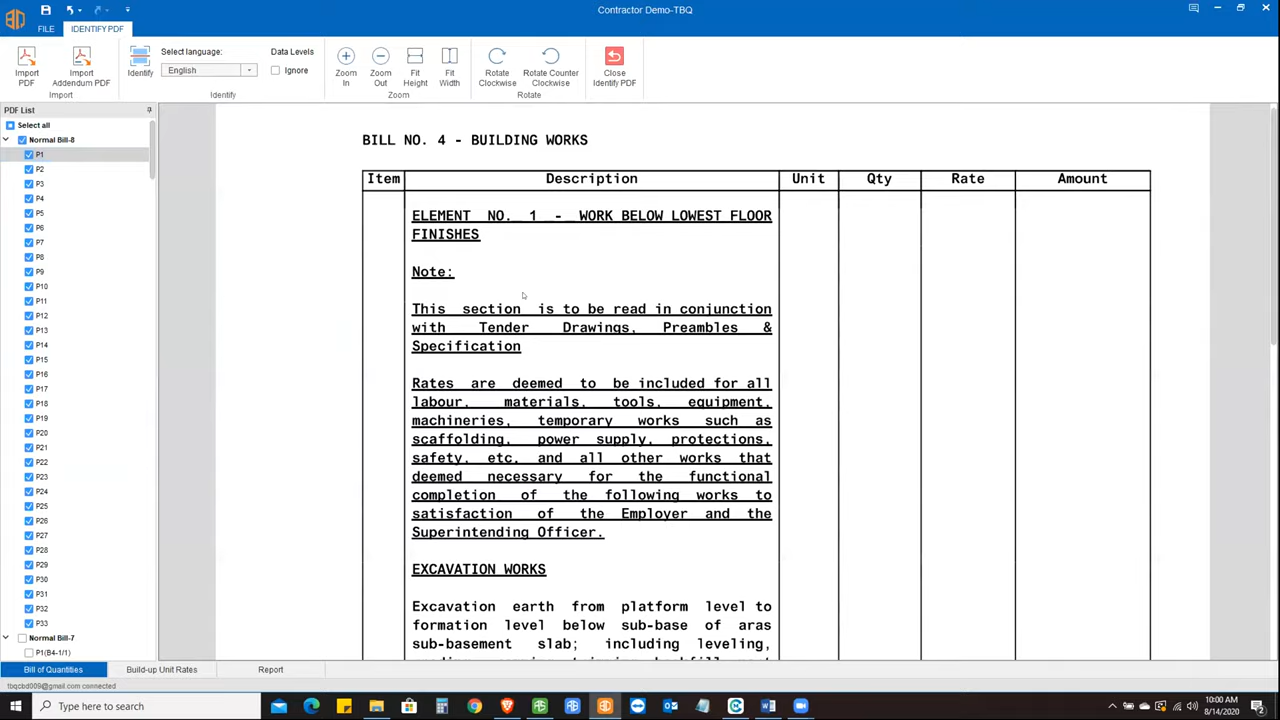 Contractor Demo-TBQ
FILE
IDENTIFY PDF
Import PDF
Import Addendum PDF
Import
Identify
Select language:
English
Data Levels
Ignore
Identify
Zoom In
Zoom Out
Fit Height
Fit Width
Zoom
Rotate Clockwise
Rotate Counter Clockwise
Rotate
Close Identify PDF
PDF List
Select all
Normal Bill-8
P1
P2
P3
P4
P5
P6
P7
P8
P9
P10
P11
P12
P13
P14
P15
P16
P17
P18
P19
P20
P21
P22
P23
P24
P25
P26
P27
P28
P29
P30
P31
P32
P33
Normal Bill-7
P1(B4-1/1)
BILL NO. 4 - BUILDING WORKS
Item Description Unit Qty Rate Amount
ELEMENT NO. 1 - WORK BELOW LOWEST FLOOR
FINISHES
Note:
This section is to be read in conjunction
with Tender Drawings, Preambles &
Specification
Rates are deemed to be included for all
labour, materials, tools, equipment,
machineries, temporary works such as
scaffolding, power supply, protections,
safety, etc. and all other works that
deemed necessary for the functional
completion of the following works to
satisfaction of the Employer and the
Superintending Officer.
EXCAVATION WORKS
Excavation earth from platform level to
formation level below sub-base of aras
sub-basement slab; including leveling,
Bill of Quantities
Build-up Unit Rates
Report
tbqcbd009@gmail.com connected
Type here to search
10:00 AM
8/14/2020
2